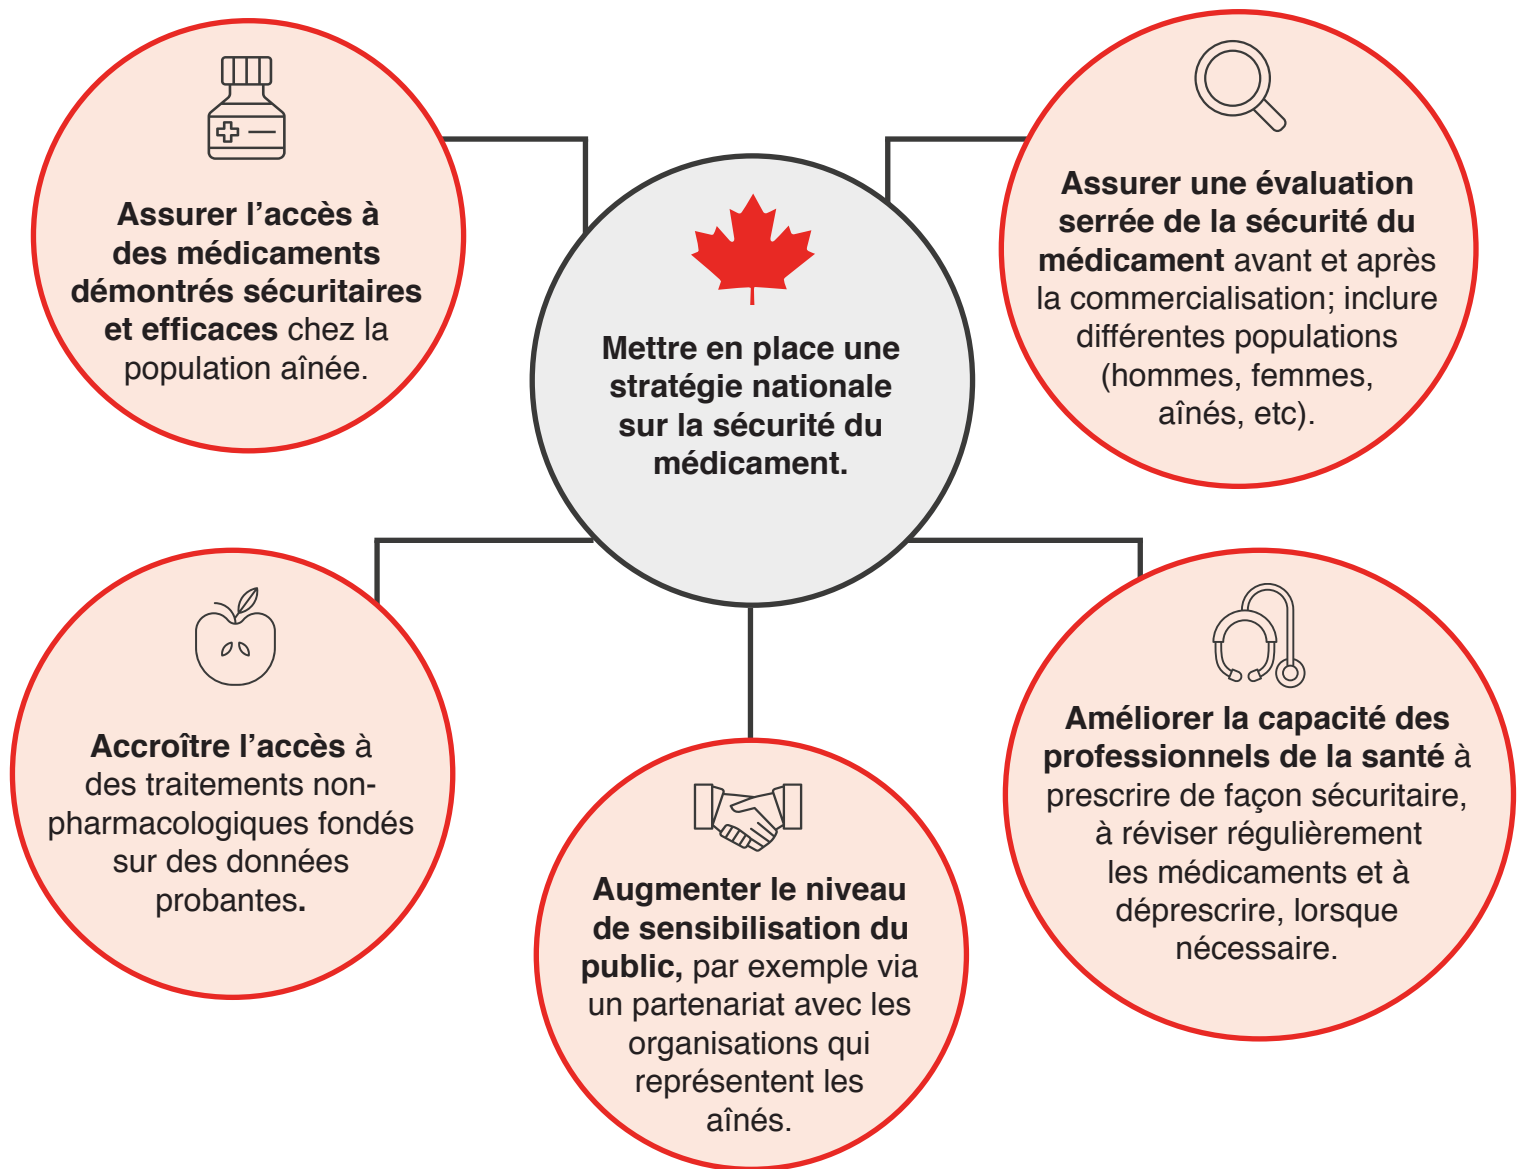 Assurer l’accès à
des médicaments
démontrés sécuritaires
et efficaces chez la
population aînée.
Mettre en place une
stratégie nationale
sur la sécurité du
médicament.
Assurer une évaluation
serrée de la sécurité du
médicament avant et après
la commercialisation; inclure
différentes populations
(hommes, femmes,
aînés, etc).
Accroître l’accès à
des traitements non-
pharmacologiques fondés
sur des données
probantes.
Augmenter le niveau
de sensibilisation du
public, par exemple via
un partenariat avec les
organisations qui
représentent les
aînés.
Améliorer la capacité des
professionnels de la santé à
prescrire de façon sécuritaire,
à réviser régulièrement
les médicaments et à
déprescrire, lorsque
nécessaire.